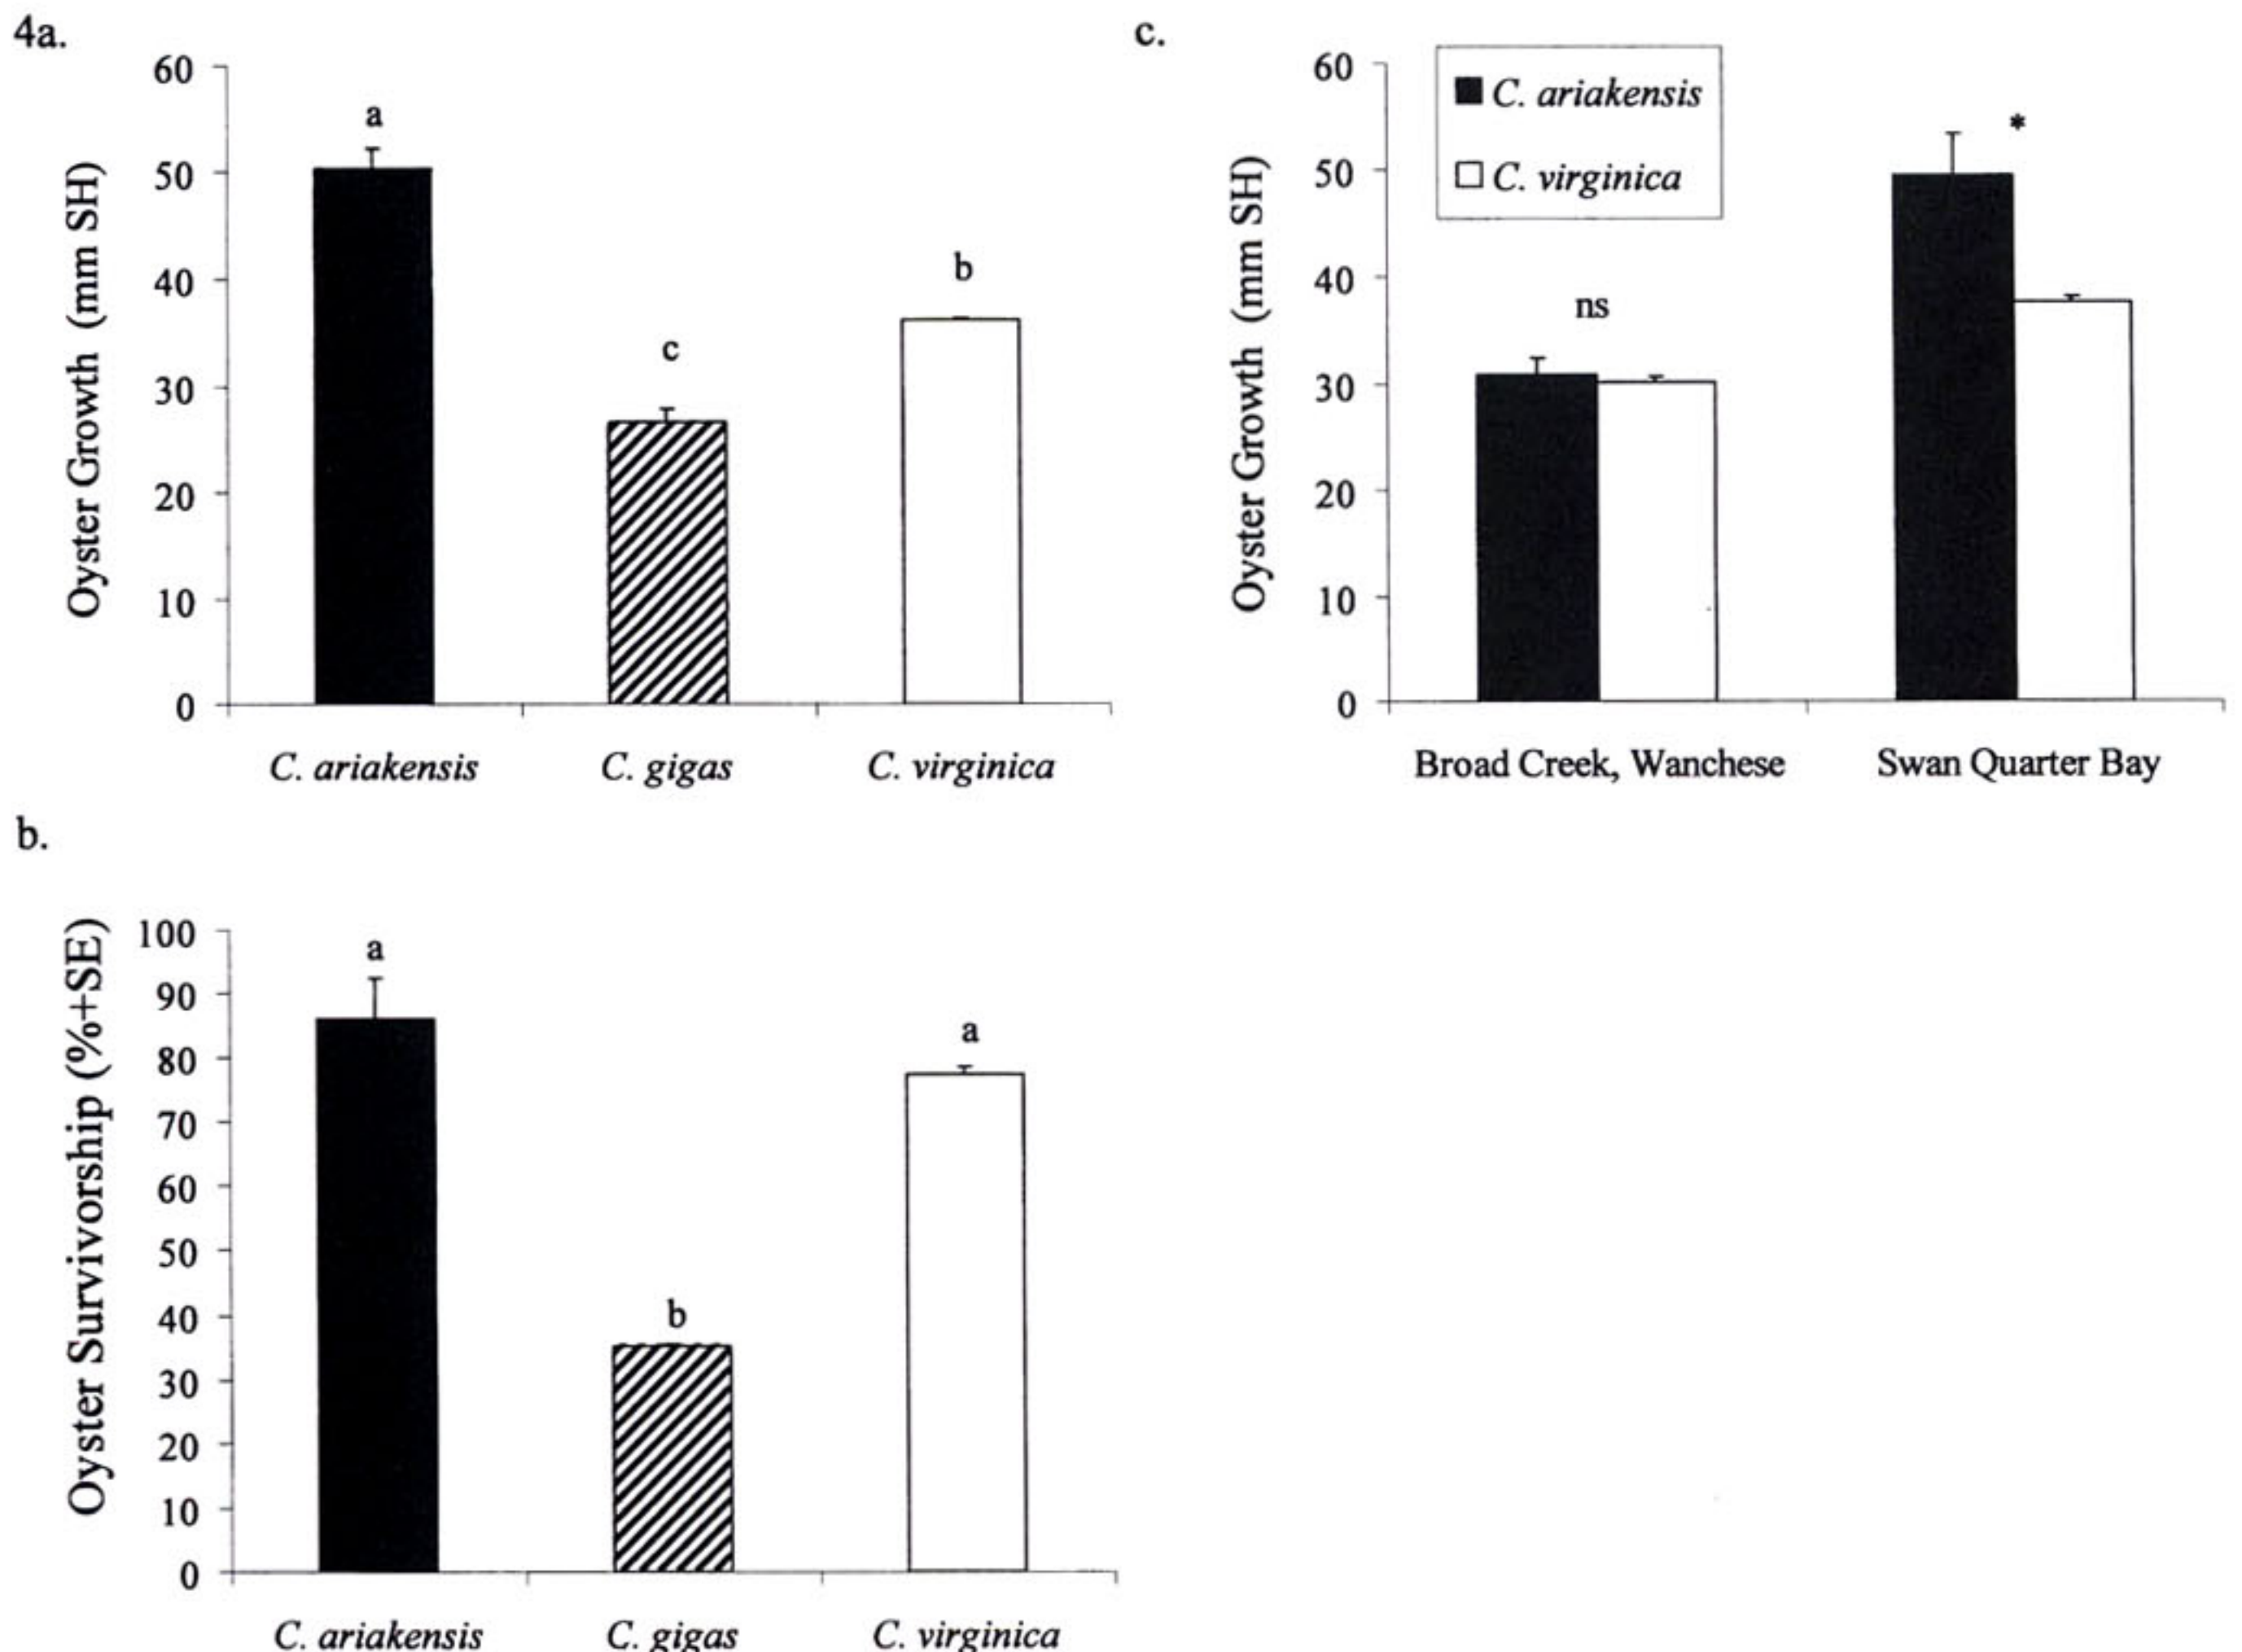 4a.
Oyster Growth (mm SH)
60
50
40
30
20
10
0
a
c
b
C. ariakensis C. gigas C. virginica
c.
Oyster Growth (mm SH)
60
50
40
30
20
10
0
C. ariakensis
C. virginica
ns
*
Broad Creek, Wanchese Swan Quarter Bay
b.
Oyster Survivorship (%+SE)
100
90
80
70
60
50
40
30
20
10
0
a
b
a
C. ariakensis C. gigas C. virginica